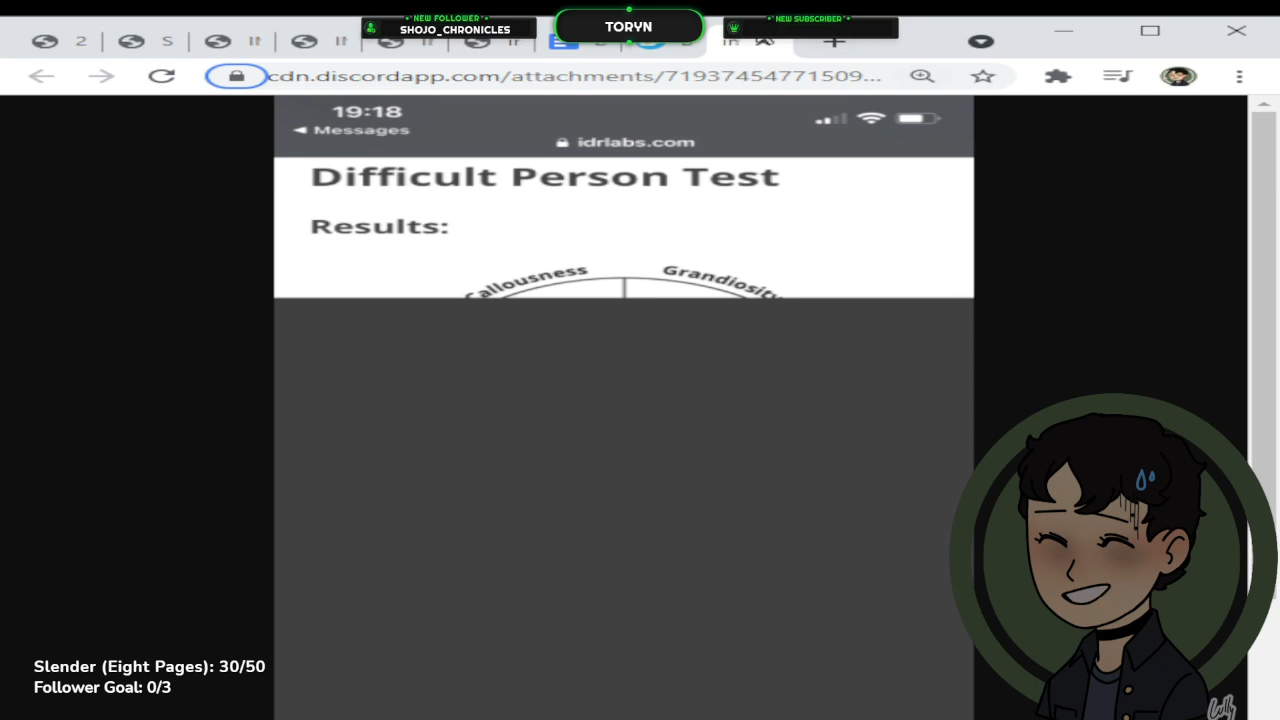 NEW FOLLOWER
SHOJO_CHRONICLES
TORYN
NEW SUBSCRIBER
2
S
cdn.discordapp.com/attachments/71937454771509...
19:18
Messages
idrlabs.com
Difficult Person Test
Results:
Callousness
Grandiosity
Slender (Eight Pages): 30/50
Follower Goal: 0/3